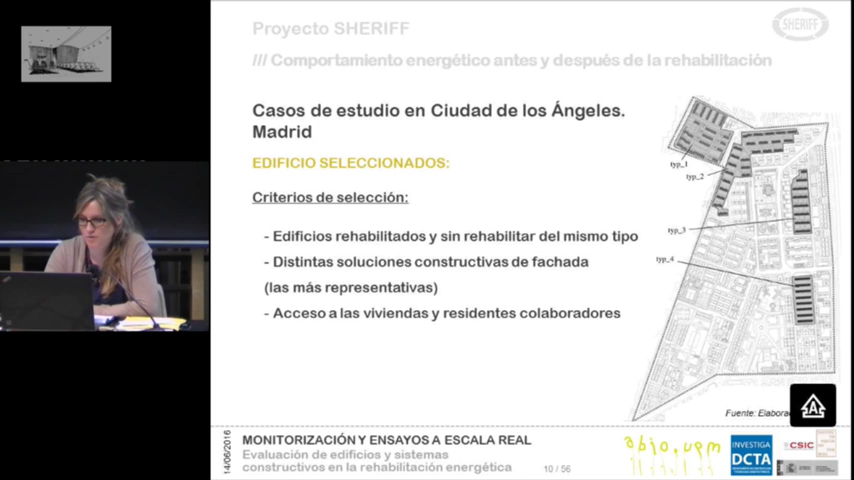 Proyecto SHERIFF
SHERIFF
/// Comportamiento energético antes y después de la rehabilitación
Casos de estudio en Ciudad de los Ángeles.
Madrid
EDIFICIO SELECCIONADOS:
Criterios de selección:
- Edificios rehabilitados y sin rehabilitar del mismo tipo
- Distintas soluciones constructivas de fachada
(las más representativas)
- Acceso a las viviendas y residentes colaboradores
typ_1
typ_2
typ_3
typ_4
Fuente:
14/06/2016
MONITORIZACIÓN Y ENSAYOS A ESCALA REAL
Evaluación de edificios y sistemas
constructivos en la rehabilitación energética
10 / 56
abio.upm
INVESTIGA
DCTA
CSIC